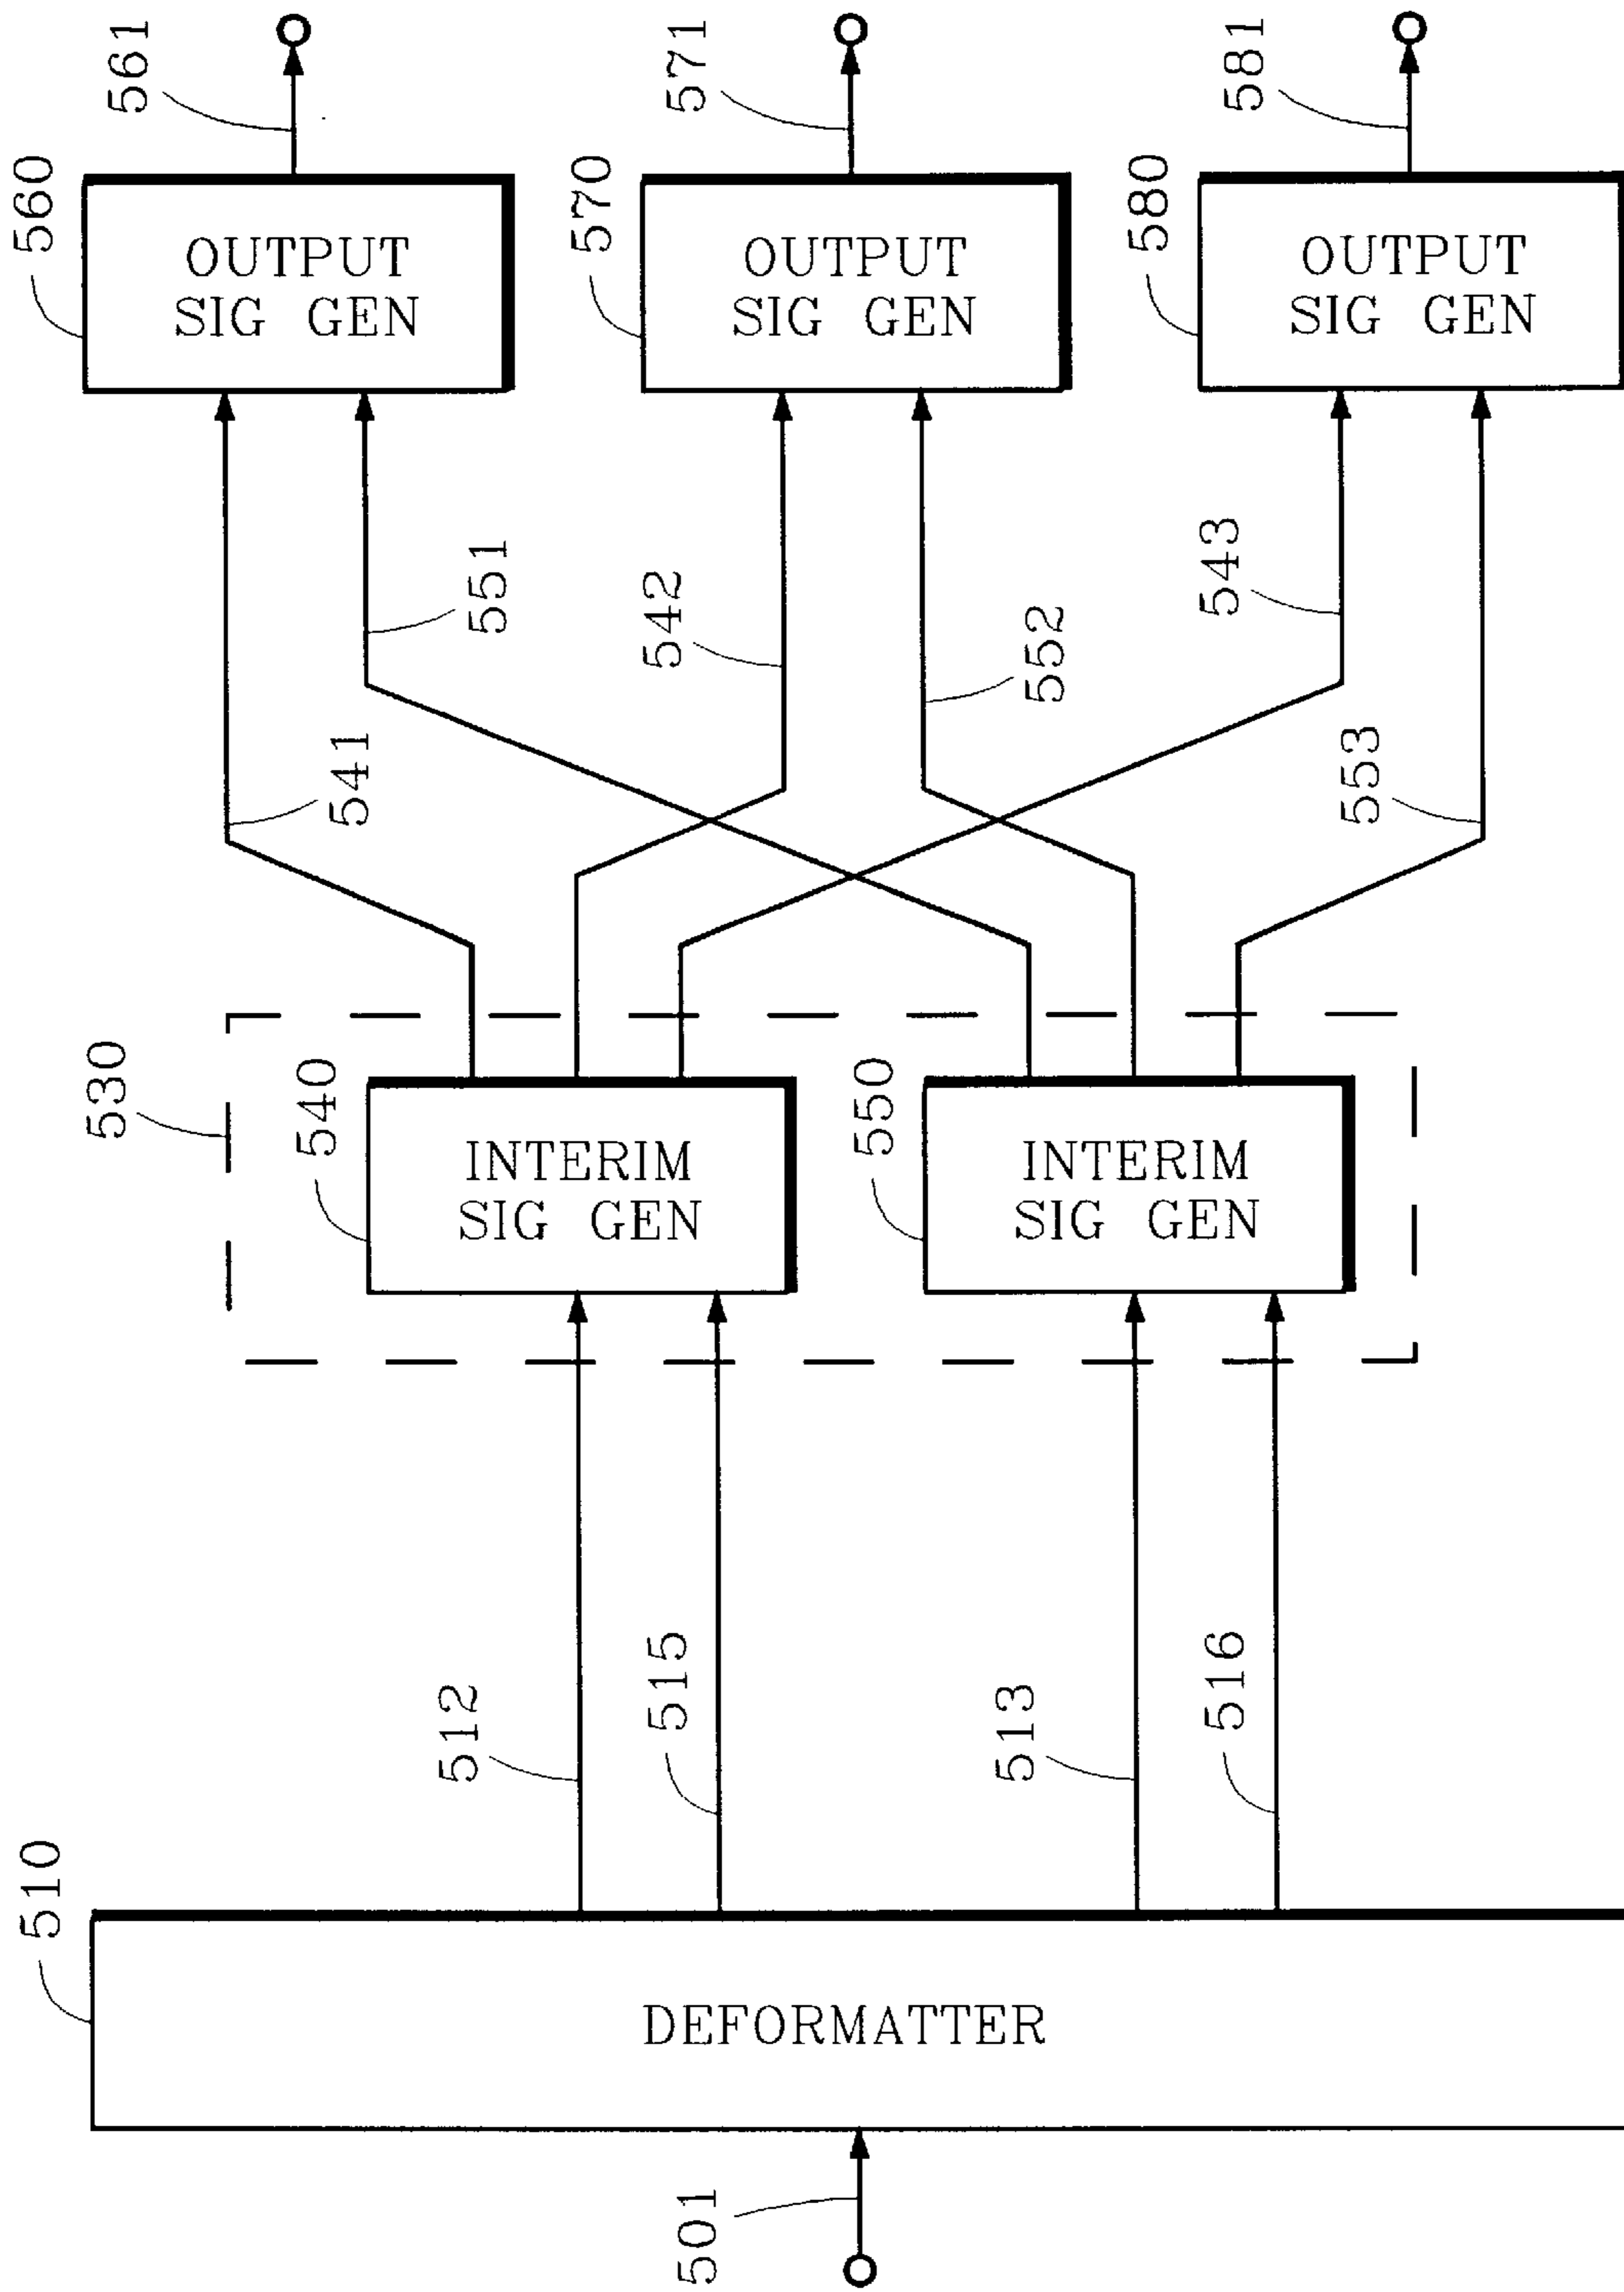 501
510
DEFORMATTER
512
515
513
516
530
540
INTERIM
SIG GEN
550
INTERIM
SIG GEN
541
551
542
552
543
553
560
OUTPUT
SIG GEN
561
570
OUTPUT
SIG GEN
571
580
OUTPUT
SIG GEN
581